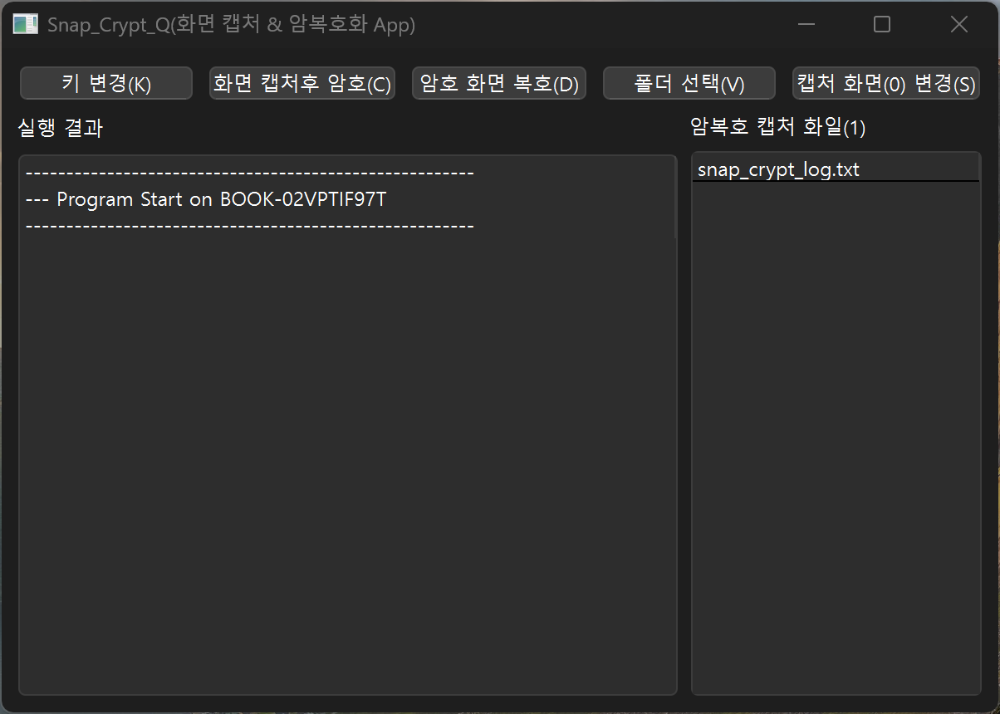 Snap_Crypt_Q(화면 캡처 & 암복호화 App)
키 변경(K)
화면 캡처후 암호(C)
암호 화면 복호(D)
폴더 선택(V)
캡처 화면(0) 변경(S)
실행 결과
암복호 캡처 화일(1)
------------------------------------------------------
--- Program Start on BOOK-02VPTIF97T
------------------------------------------------------
snap_crypt_log.txt